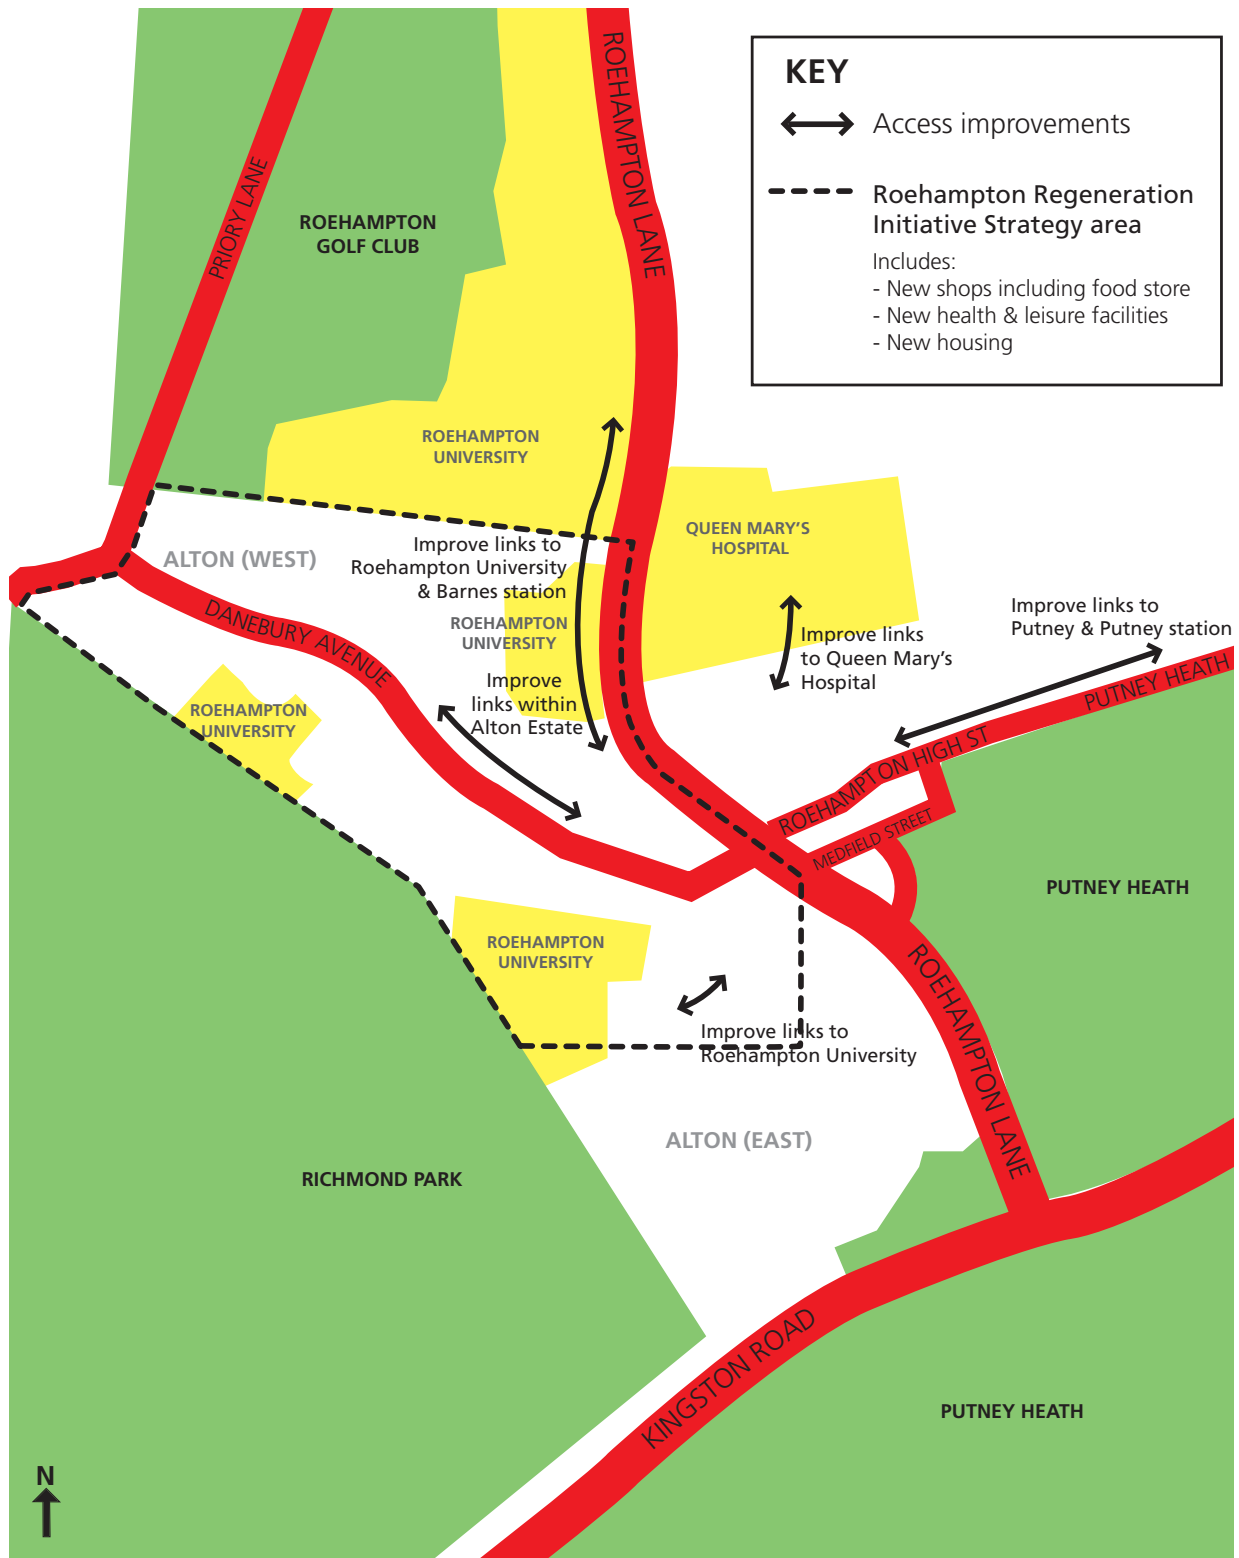 KEY
Access improvements
Roehampton Regeneration
Initiative Strategy area
Includes:
- New shops including food store
- New health & leisure facilities
- New housing
ROEHAMPTON LANE
PRIORY LANE
ROEHAMPTON
GOLF CLUB
ROEHAMPTON
UNIVERSITY
QUEEN MARY'S
HOSPITAL
ALTON (WEST)
Improve links to
Roehampton University
& Barnes station
DANEBURY AVENUE
ROEHAMPTON
UNIVERSITY
Improve links
to Queen Mary's
Hospital
Improve links to
Putney & Putney station
PUTNEY HEATH
Improve
links within
Alton Estate
ROEHAMPTON
UNIVERSITY
ROEHAMPTON HIGH ST
MEDFIELD STREET
PUTNEY HEATH
ROEHAMPTON
UNIVERSITY
ROEHAMPTON LANE
Improve links to
Roehampton University
ALTON (EAST)
RICHMOND PARK
KINGSTON ROAD
PUTNEY HEATH
N